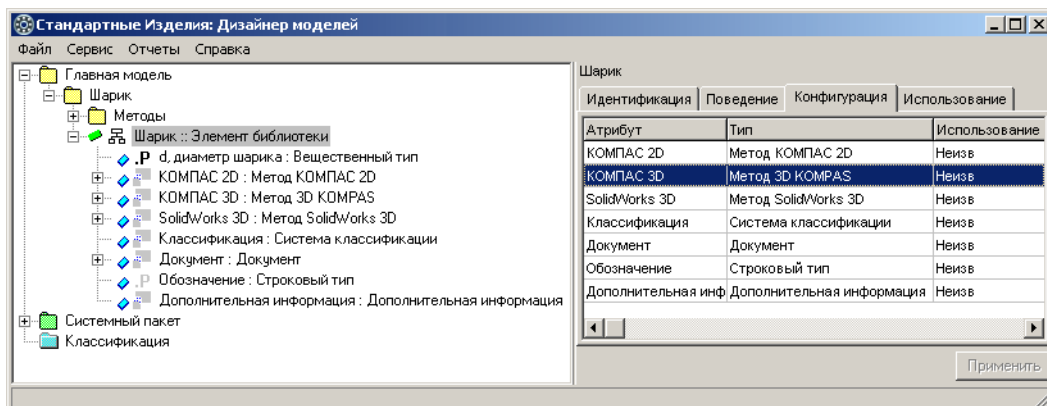 Стандартные Изделия: Дизайнер моделей
Файл Сервис Отчеты Справка
Главная модель
Шарик
Методы
Шарик :: Элемент библиотеки
.P d, диаметр шарика : Вещественный тип
КОМПАС 2D : Метод КОМПАС 2D
КОМПАС 3D : Метод 3D KOMPAS
SolidWorks 3D : Метод SolidWorks 3D
Классификация : Система классификации
Документ : Документ
.P Обозначение : Строковый тип
Дополнительная информация : Дополнительная информация
Системный пакет
Классификация
Шарик
Идентификация Поведение Конфигурация Использование
Атрибут Тип Использование
КОМПАС 2D Метод КОМПАС 2D Неизв
КОМПАС 3D Метод 3D KOMPAS Неизв
SolidWorks 3D Метод SolidWorks 3D Неизв
Классификация Система классификации Неизв
Документ Документ Неизв
Обозначение Строковый тип Неизв
Дополнительная инф Дополнительная информация Неизв
Применить